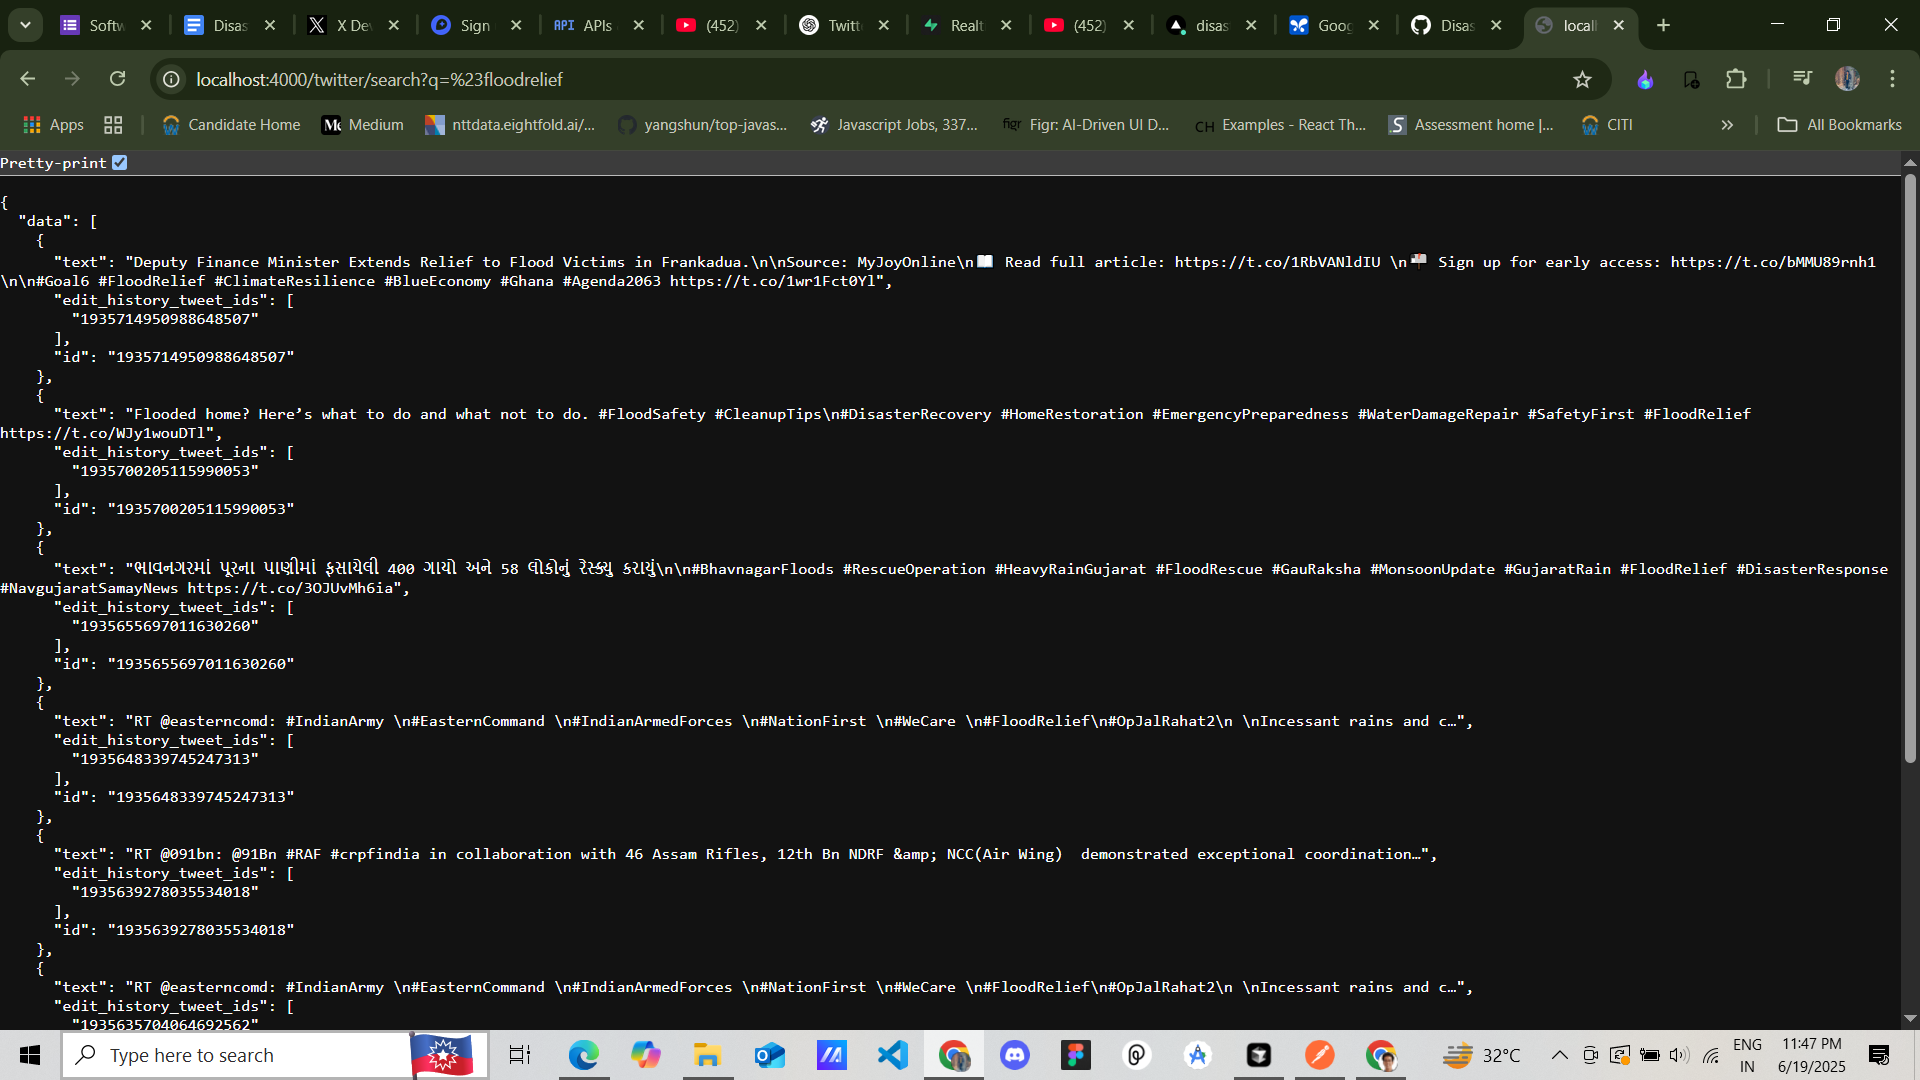 Softw
Disas
X Dev
Sign
API APIs
(452)
Twitt
Realt
(452)
disas
Goog
Disas
locall
localhost:4000/twitter/search?q=%23floodrelief
Apps
Candidate Home
Medium
nttdata.eightfold.ai/...
yangshun/top-javas...
Javascript Jobs, 337...
figr Figr: AI-Driven UI D...
CH Examples - React Th...
Assessment home |...
CITI
All Bookmarks
Pretty-print
{
"data": [
{
"text": "Deputy Finance Minister Extends Relief to Flood Victims in Frankadua.\n\nSource: MyJoyOnline\n📖 Read full article: https://t.co/1RbVANldIU \n📬 Sign up for early access: https://t.co/bMMU89rnh1
\n\n#Goal6 #FloodRelief #ClimateResilience #BlueEconomy #Ghana #Agenda2063 https://t.co/1wr1Fct0Yl",
"edit_history_tweet_ids": [
"1935714950988648507"
],
"id": "1935714950988648507"
},
{
"text": "Flooded home? Here’s what to do and what not to do. #FloodSafety #CleanupTips\n#DisasterRecovery #HomeRestoration #EmergencyPreparedness #WaterDamageRepair #SafetyFirst #FloodRelief
https://t.co/WJy1wouDTl",
"edit_history_tweet_ids": [
"1935700205115990053"
],
"id": "1935700205115990053"
},
{
"text": "ભાવનગરમાં પૂરના પાણીમાં ફસાયેલી 400 ગાયો અને 58 લોકોનું રેસ્ક્યુ કરાયું\n\n#BhavnagarFloods #RescueOperation #HeavyRainGujarat #FloodRescue #GauRaksha #MonsoonUpdate #GujaratRain #FloodRelief #DisasterResponse
#NavgujaratSamayNews https://t.co/3OJUvMh6ia",
"edit_history_tweet_ids": [
"1935655697011630260"
],
"id": "1935655697011630260"
},
{
"text": "RT @easterncomd: #IndianArmy \n#EasternCommand \n#IndianArmedForces \n#NationFirst \n#WeCare \n#FloodRelief\n#OpJalRahat2\n \nIncessant rains and c…",
"edit_history_tweet_ids": [
"1935648339745247313"
],
"id": "1935648339745247313"
},
{
"text": "RT @091bn: @91Bn #RAF #crpfindia in collaboration with 46 Assam Rifles, 12th Bn NDRF &amp; NCC(Air Wing)  demonstrated exceptional coordination…",
"edit_history_tweet_ids": [
"1935639278035534018"
],
"id": "1935639278035534018"
},
{
"text": "RT @easterncomd: #IndianArmy \n#EasternCommand \n#IndianArmedForces \n#NationFirst \n#WeCare \n#FloodRelief\n#OpJalRahat2\n \nIncessant rains and c…",
"edit_history_tweet_ids": [
"1935635704064692562"
Type here to search
32°C
ENG
IN
11:47 PM
6/19/2025